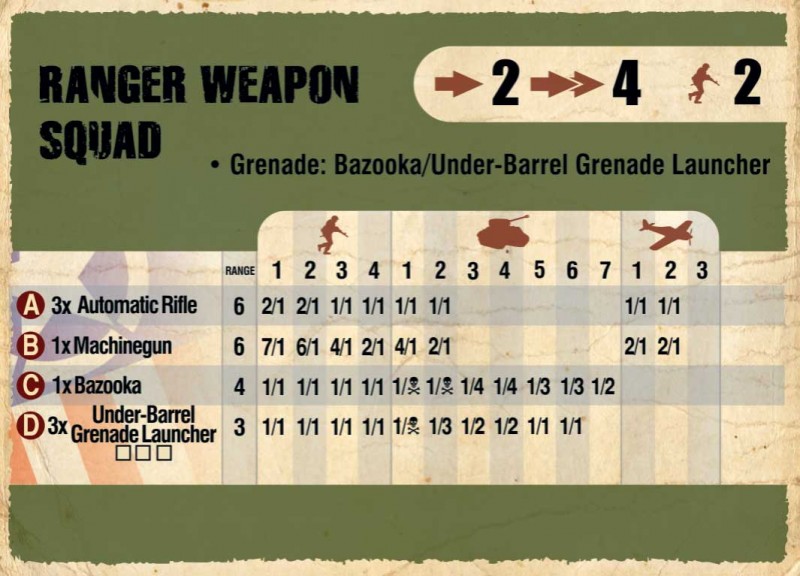 RANGER WEAPON
SQUAD
2 4 2
• Grenade: Bazooka/Under-Barrel Grenade Launcher
RANGE 1 2 3 4 1 2 3 4 5 6 7 1 2 3
A 3x Automatic Rifle 6 2/1 2/1 1/1 1/1 1/1 1/1 1/1 1/1
B 1x Machinegun 6 7/1 6/1 4/1 2/1 4/1 2/1 2/1 2/1
C 1x Bazooka 4 1/1 1/1 1/1 1/1 1/☠ 1/☠ 1/4 1/4 1/3 1/3 1/2
D 3x Under-Barrel
Grenade Launcher 3 1/1 1/1 1/1 1/1 1/☠ 1/3 1/2 1/2 1/1 1/1